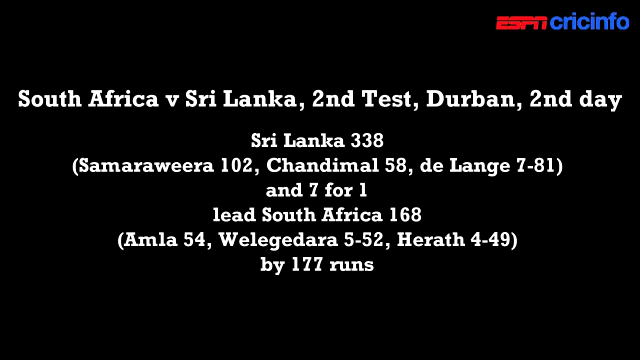 ESPN cricinfo
South Africa v Sri Lanka, 2nd Test, Durban, 2nd day
Sri Lanka 338
(Samaraweera 102, Chandimal 58, de Lange 7-81)
and 7 for 1
lead South Africa 168
(Amla 54, Welegedara 5-52, Herath 4-49)
by 177 runs